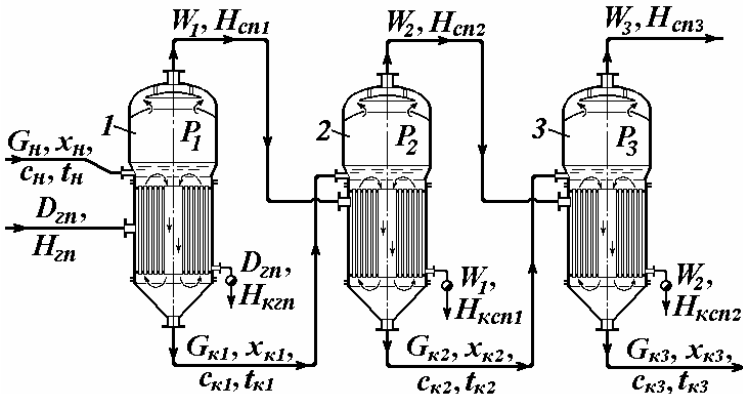 W₁, Hсп1
W₂, Hсп2
W₃, Hсп3
1
P₁
2
P₂
3
P₃
Gн, xн,
cн, tн
Dгп,
Hгп
Dгп,
Hкгп
W₁,
Hксп1
W₂,
Hксп2
Gк1, xк1,
cк1, tк1
Gк2, xк2,
cк2, tк2
Gк3, xк3,
cк3, tк3